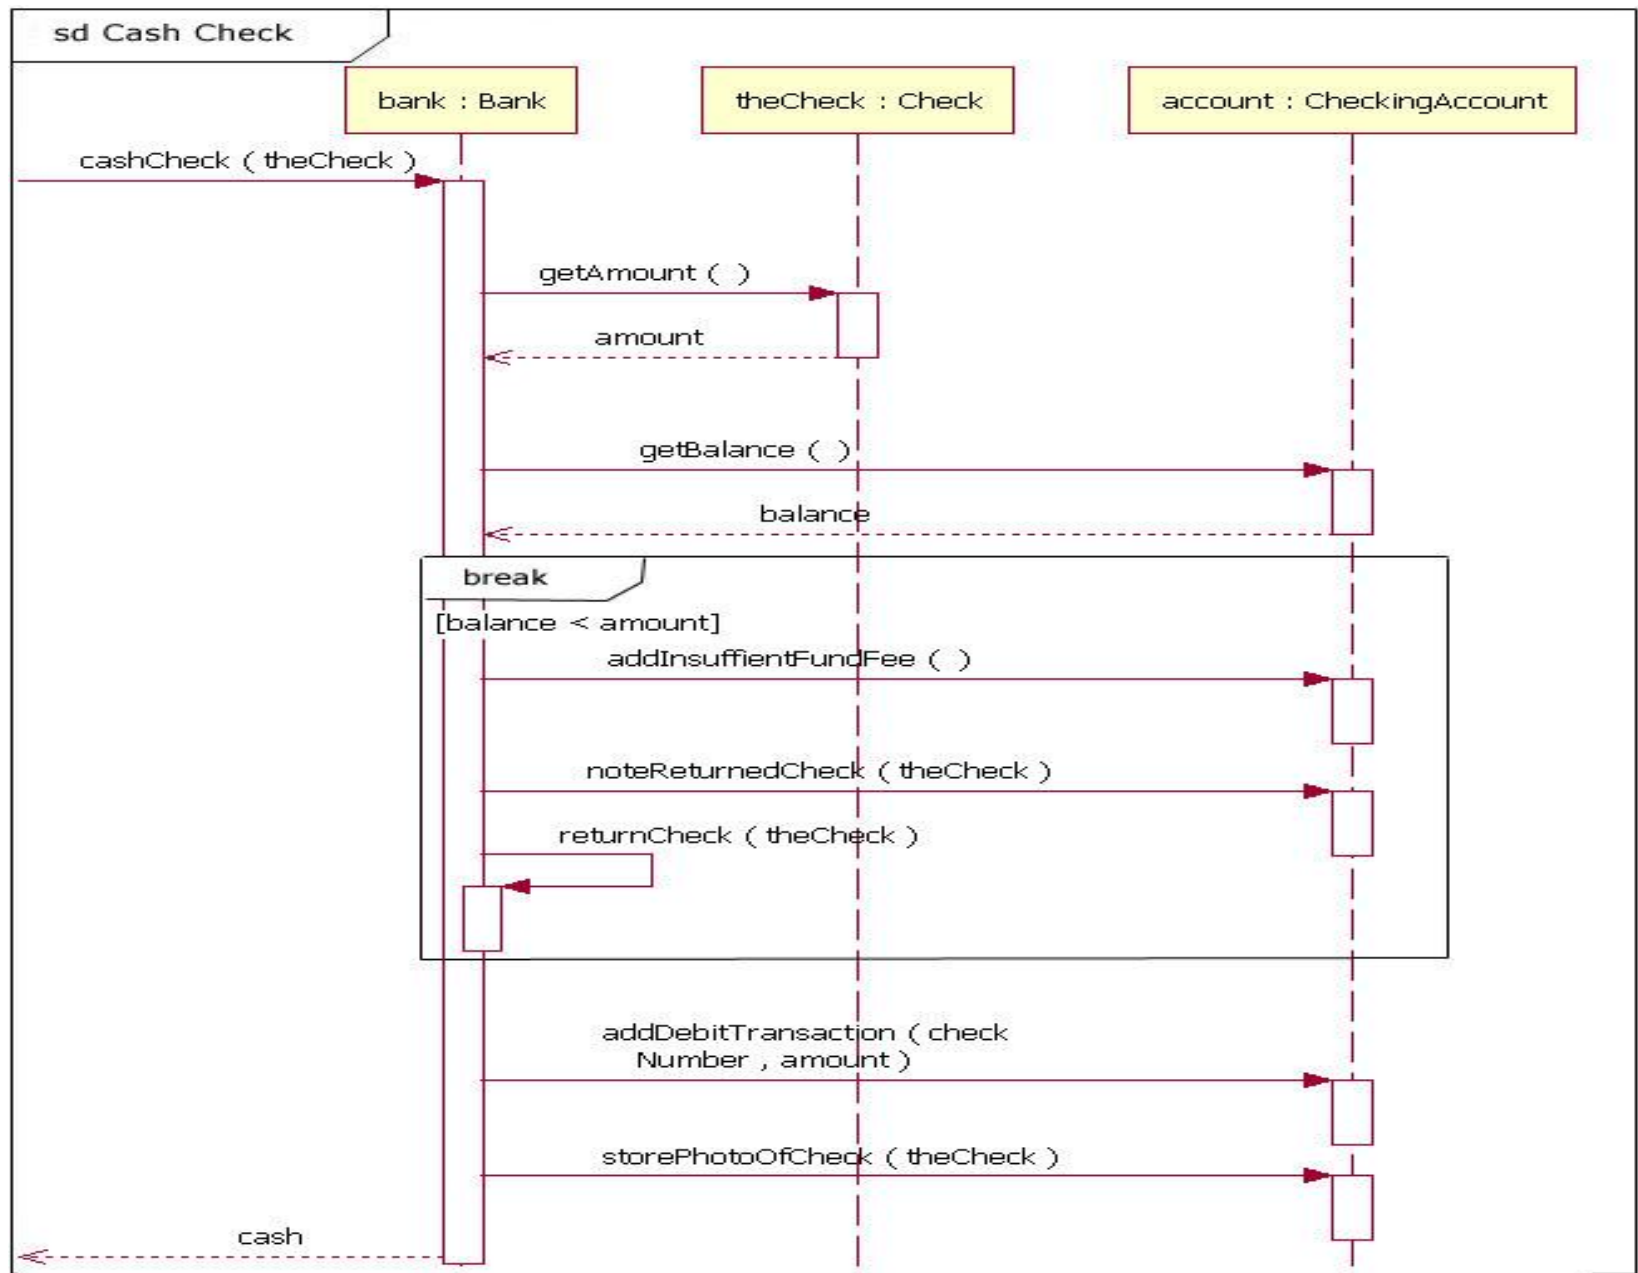 sd Cash Check
bank : Bank
theCheck : Check
account : CheckingAccount
cashCheck ( theCheck )
getAmount ( )
amount
getBalance ( )
balance
break
[balance < amount]
addInsuffientFundFee ( )
noteReturnedCheck ( theCheck )
returnCheck ( theCheck )
addDebitTransaction ( check
Number , amount )
storePhotoOfCheck ( theCheck )
cash